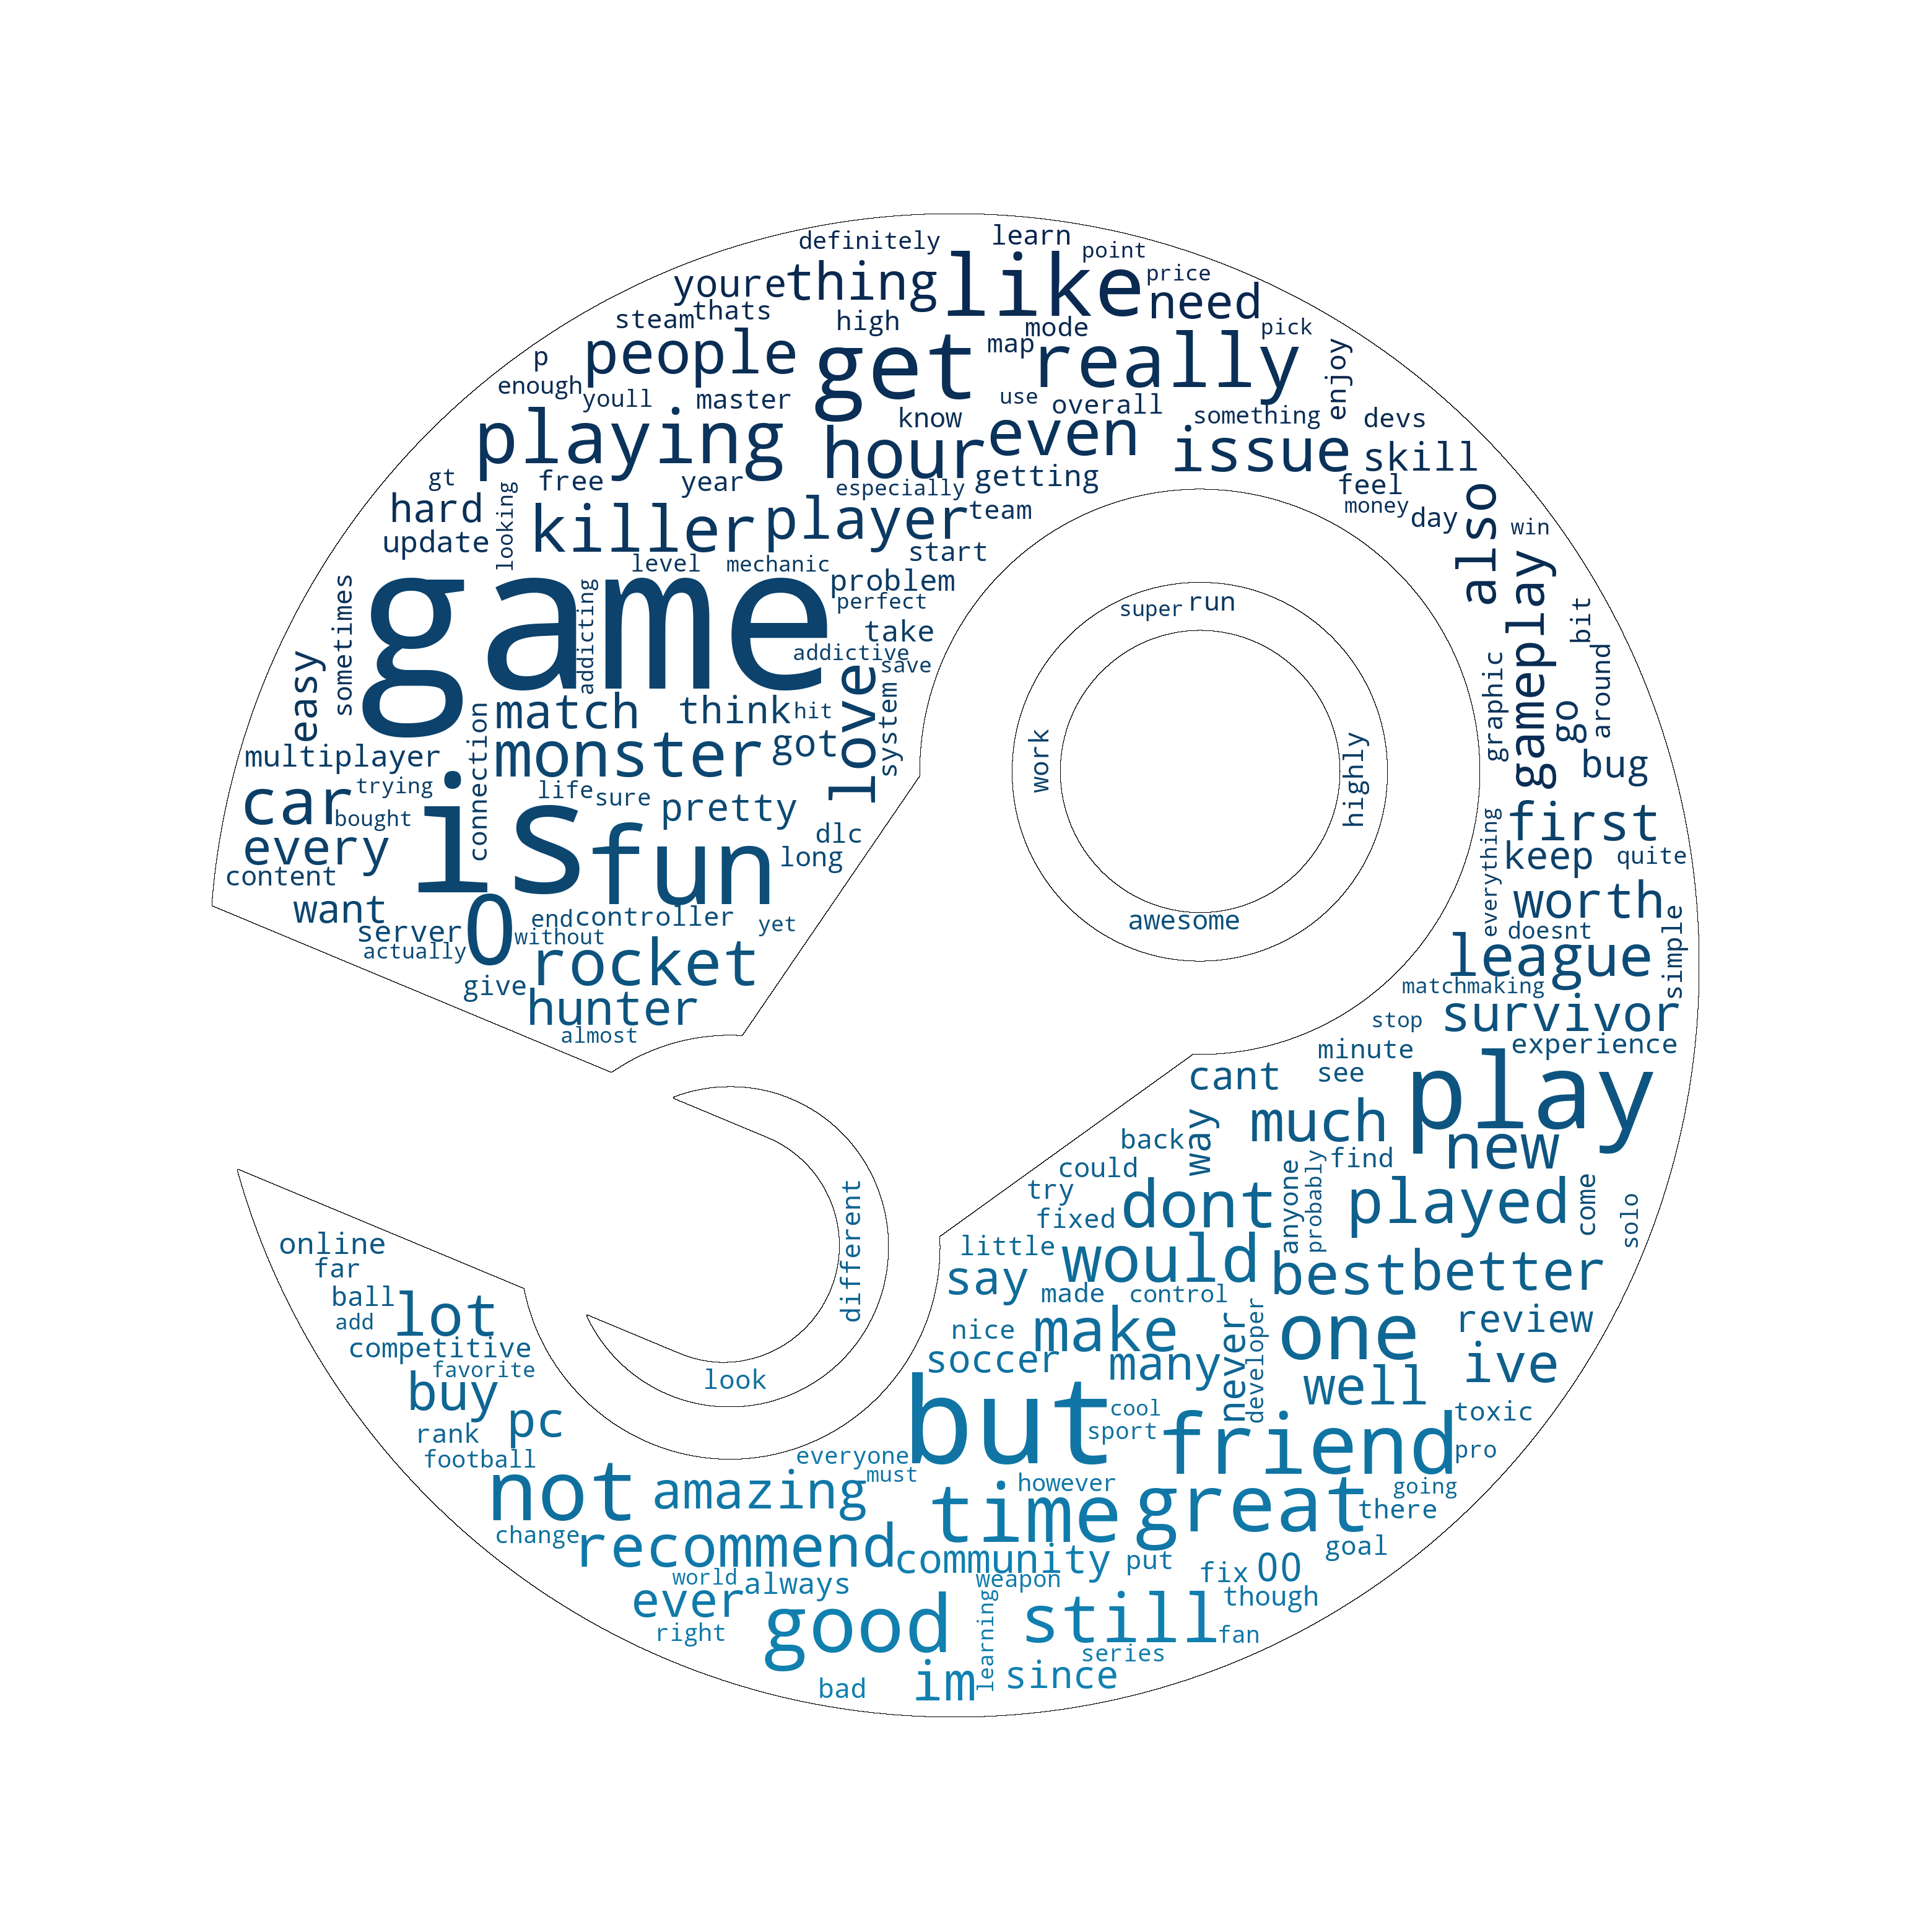 definitely
learn
point
youre
thing
like
price
need
steam
thats
high
mode
pick
p
people
get
map
really
enjoy
enough
youll
master
use
overall
something
devs
playing
know
hour
even
issue
skill
gt
looking
free
year
especially
getting
feel
hard
killer
player
team
money
day
also
win
update
start
level
mechanic
problem
game
addicting
perfect
super
run
gameplay
bit
sometimes
take
easy
addictive
save
love
system
graphic
go
around
match
think
hit
work
highly
multiplayer
connection
monster
got
bug
car
trying
is
life
sure
pretty
bought
every
fun
dlc
long
everything
first
keep
quite
content
want
O
end
controller
yet
awesome
worth
server
without
doesnt
simple
actually
rocket
league
give
hunter
matchmaking
survivor
almost
stop
minute
experience
cant
see
play
back
way
much
new
could
anyone
probably
find
try
dont
played
come
solo
fixed
different
online
little
would
far
say
best
better
ball
made
control
add
lot
nice
make
never
developer
one
review
competitive
soccer
many
ive
favorite
look
well
buy
but
cool
toxic
pc
rank
sport
friend
pro
football
everyone
not
amazing
must
however
time
great
going
there
change
recommend
community
put
goal
world
always
weapon
fix
OO
ever
good
learning
still
though
right
fan
series
bad
im
since